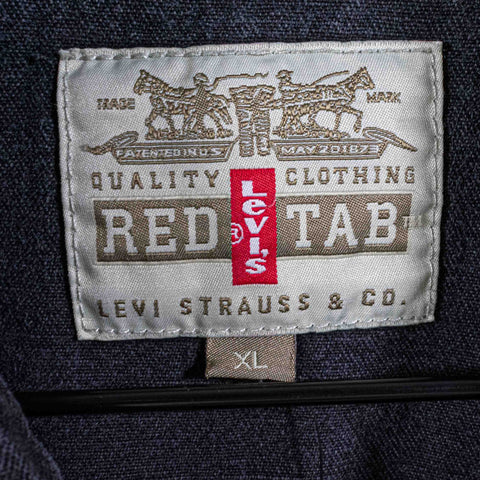 TRADE MARK
PATENTED IN U.S. MAY 20 1873
QUALITY CLOTHING
RED TAB
Levi's ®
LEVI STRAUSS & CO.
XL